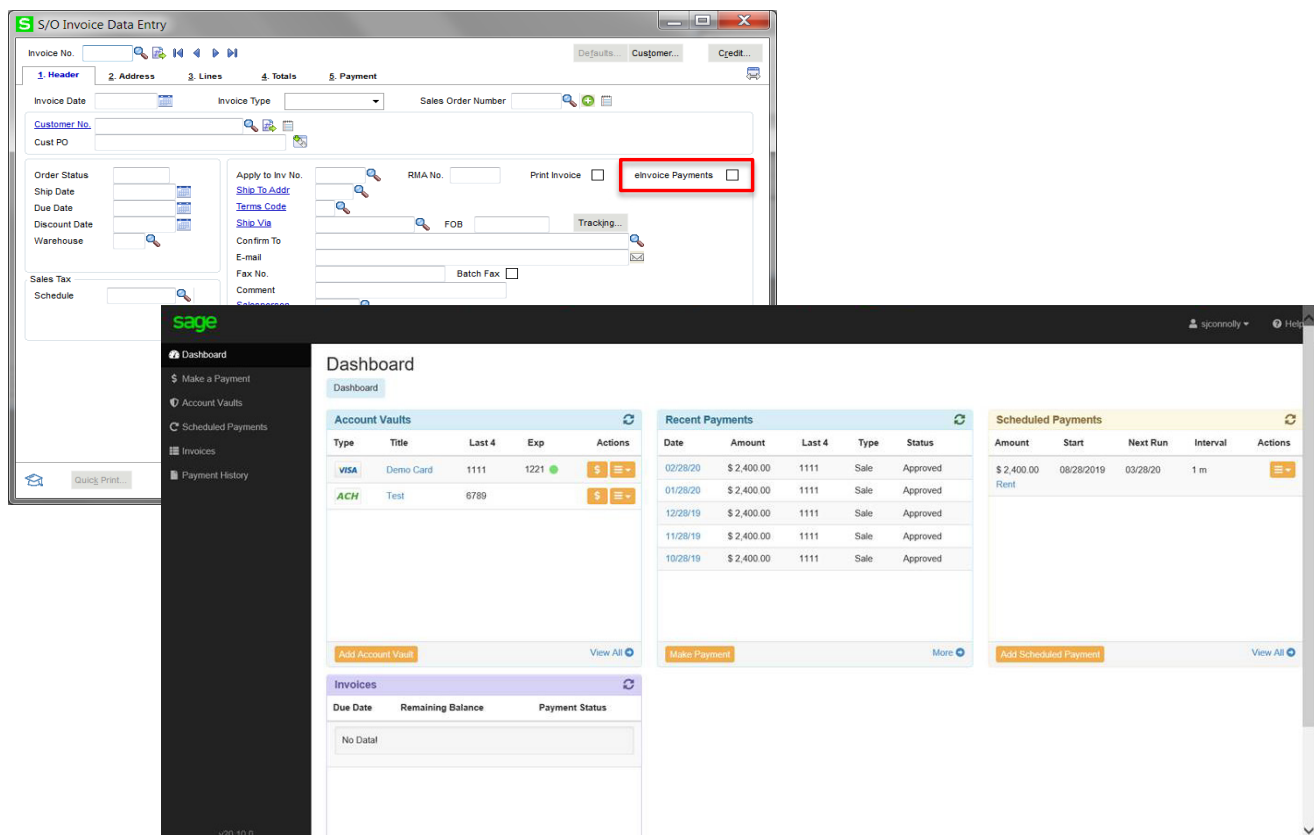 S S/O Invoice Data Entry
Invoice No. Defaults... Customer... Credit...
1. Header 2. Address 3. Lines 4. Totals 5. Payment
Invoice Date Invoice Type Sales Order Number
Customer No.
Cust PO
Order Status Apply to Inv No. RMA No. Print Invoice eInvoice Payments
Ship Date Ship To Addr
Due Date Terms Code
Discount Date Ship Via FOB Tracking...
Warehouse Confirm To
E-mail
Sales Tax Fax No. Batch Fax
Schedule Comment
Salesperson
Quick Print...
sage sjconnolly Help
Dashboard
$ Make a Payment
Account Vaults
Scheduled Payments
Invoices
Payment History
v20.10.0
Dashboard
Dashboard
Account Vaults
Type Title Last 4 Exp Actions
VISA Demo Card 1111 1221 $
ACH Test 6789 $
Add Account Vault View All
Recent Payments
Date Amount Last 4 Type Status
02/28/20 $ 2,400.00 1111 Sale Approved
01/28/20 $ 2,400.00 1111 Sale Approved
12/28/19 $ 2,400.00 1111 Sale Approved
11/28/19 $ 2,400.00 1111 Sale Approved
10/28/19 $ 2,400.00 1111 Sale Approved
Make Payment More
Scheduled Payments
Amount Start Next Run Interval Actions
$ 2,400.00 08/28/2019 03/28/20 1 m
Rent
Add Scheduled Payment View All
Invoices
Due Date Remaining Balance Payment Status
No Data!